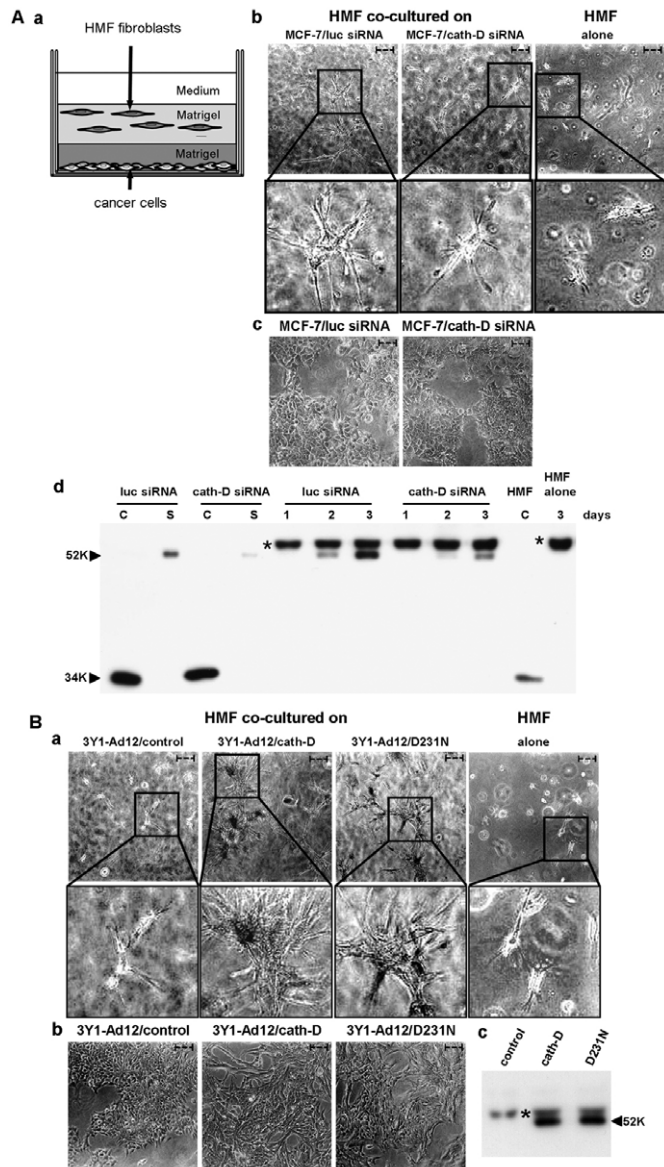 A a
HMF fibroblasts
Medium
Matrigel
Matrigel
cancer cells
b
HMF co-cultured on
HMF
MCF-7/luc siRNA
MCF-7/cath-D siRNA
alone
c
MCF-7/luc siRNA
MCF-7/cath-D siRNA
d
luc siRNA
cath-D siRNA
luc siRNA
cath-D siRNA
HMF
HMF alone
C S C S 1 2 3 1 2 3 C 3 days
* *
52K
34K
B
HMF co-cultured on
HMF
a
3Y1-Ad12/control
3Y1-Ad12/cath-D
3Y1-Ad12/D231N
alone
b
3Y1-Ad12/control
3Y1-Ad12/cath-D
3Y1-Ad12/D231N
c
control
cath-D
D231N
*
52K